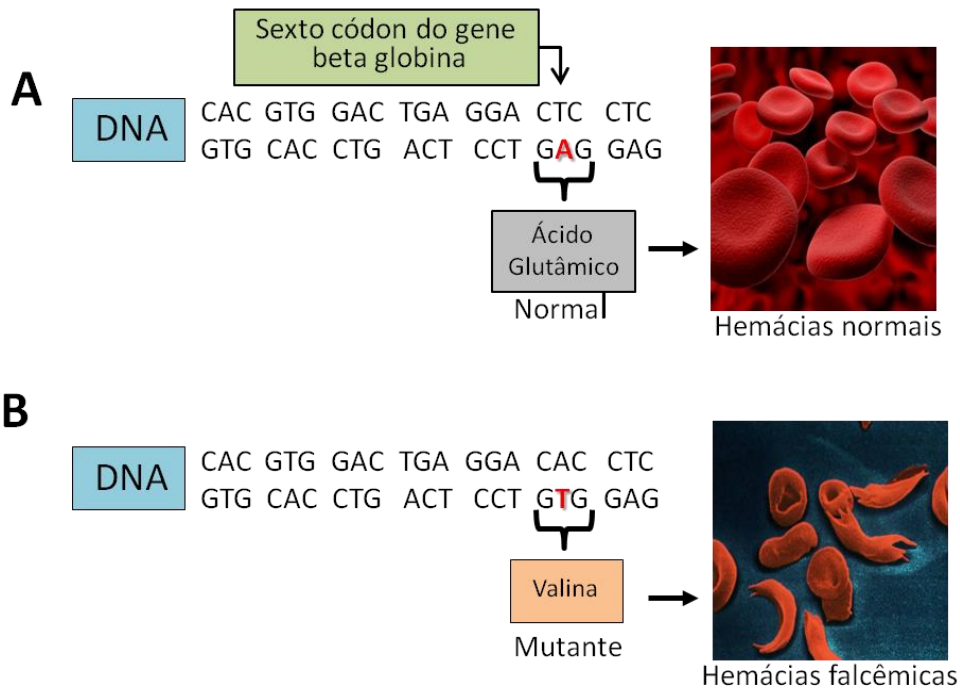 Sexto códon do gene
beta globina
A
DNA
CAC GTG GAC TGA GGA CTC CTC
GTG CAC CTG ACT CCT GAG GAG
Ácido
Glutâmico
Normal
Hemácias normais
B
DNA
CAC GTG GAC TGA GGA CAC CTC
GTG CAC CTG ACT CCT GTG GAG
Valina
Mutante
Hemácias falcêmicas